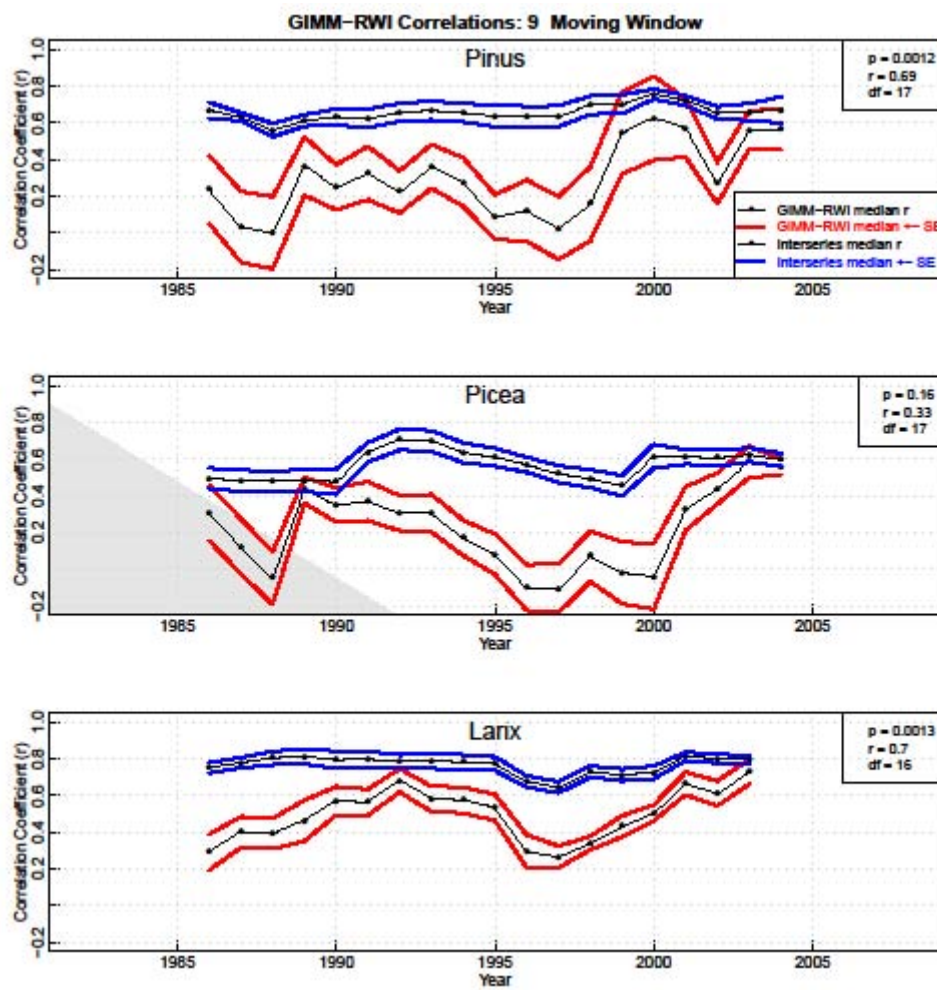 GIMM-RWI Correlations: 9 Moving Window
Pinus
p = 0.0012
r = 0.69
df = 17
Correlation Coefficient (r)
1.0
0.8
0.6
0.4
0.2
-0.2
GIMM-RWI median r
GIMM-RWI median +- SE
Interseries median r
Interseries median +- SE
1985 1990 1995 2000 2005
Year
Picea
p = 0.16
r = 0.33
df = 17
Correlation Coefficient (r)
1.0
0.8
0.6
0.4
0.2
-0.2
1985 1990 1995 2000 2005
Year
Larix
p = 0.0013
r = 0.7
df = 16
Correlation Coefficient (r)
1.0
0.8
0.6
0.4
0.2
-0.2
1985 1990 1995 2000 2005
Year